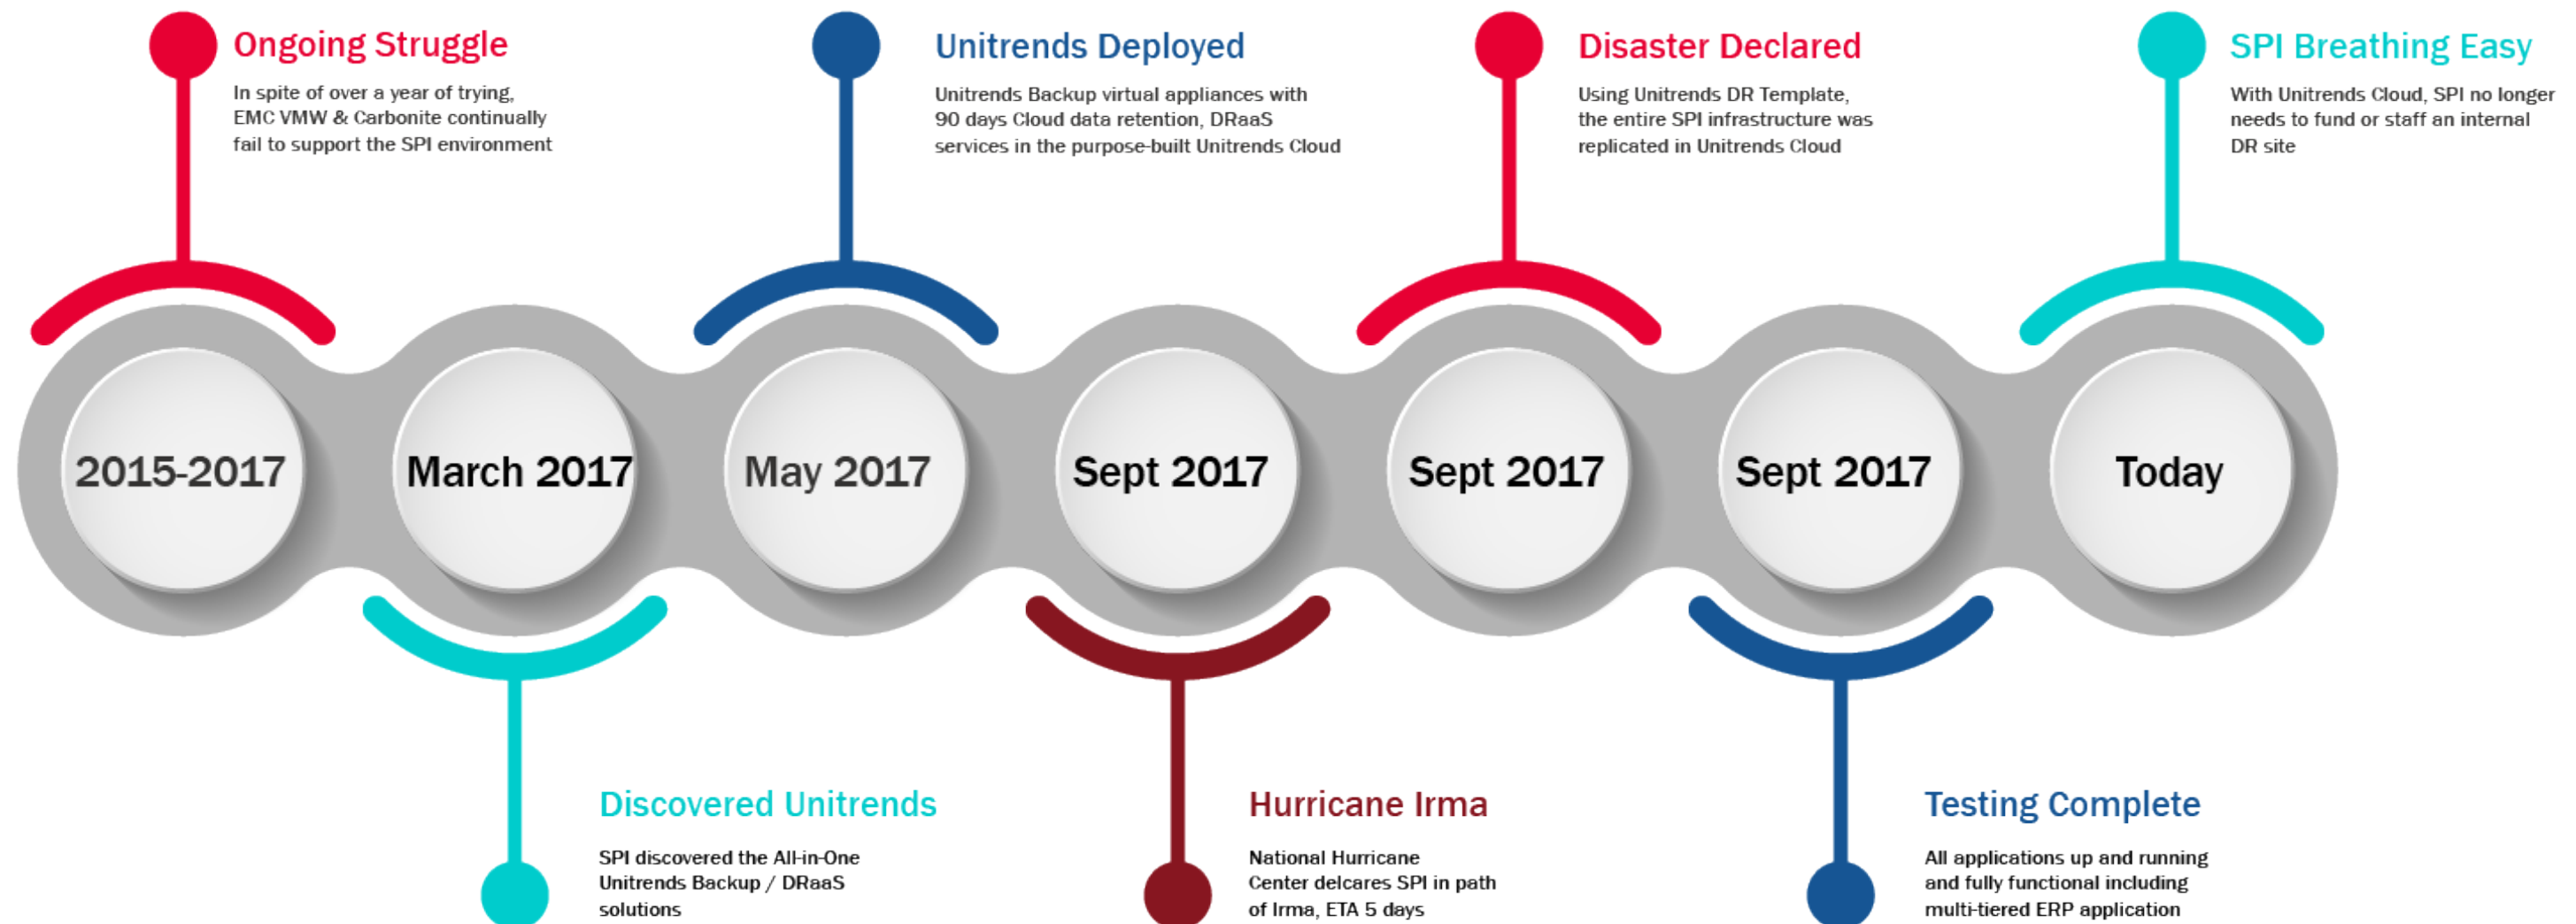 Ongoing Struggle
In spite of over a year of trying,
EMC VMW & Carbonite continually
fail to support the SPI environment
Unitrends Deployed
Unitrends Backup virtual appliances with
90 days Cloud data retention, DRaaS
services in the purpose-built Unitrends Cloud
Disaster Declared
Using Unitrends DR Template,
the entire SPI infrastructure was
replicated in Unitrends Cloud
SPI Breathing Easy
With Unitrends Cloud, SPI no longer
needs to fund or staff an internal
DR site
2015-2017
March 2017
May 2017
Sept 2017
Sept 2017
Sept 2017
Today
Discovered Unitrends
SPI discovered the All-in-One
Unitrends Backup / DRaaS
solutions
Hurricane Irma
National Hurricane
Center delcares SPI in path
of Irma, ETA 5 days
Testing Complete
All applications up and running
and fully functional including
multi-tiered ERP application